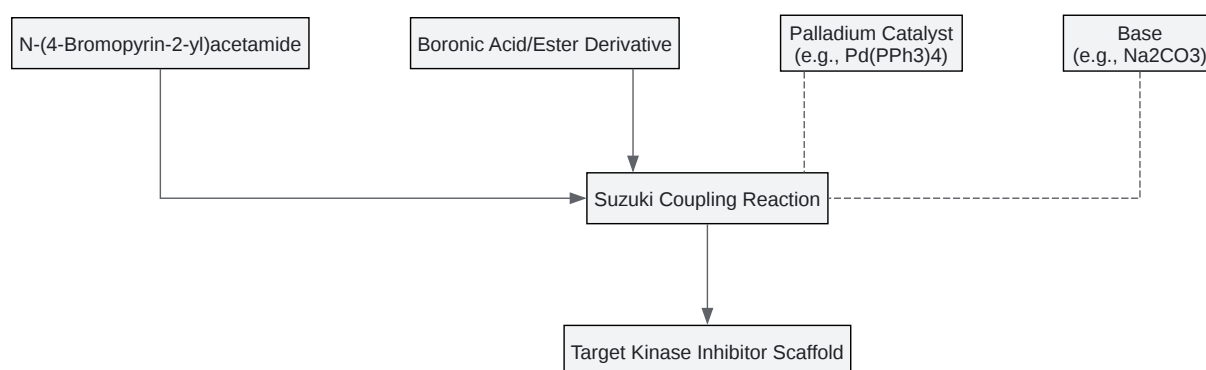 N-(4-Bromopyrin-2-yl)acetamide
Boronic Acid/Ester Derivative
Palladium Catalyst
(e.g., Pd(PPh3)4)
Base
(e.g., Na2CO3)
Suzuki Coupling Reaction
Target Kinase Inhibitor Scaffold